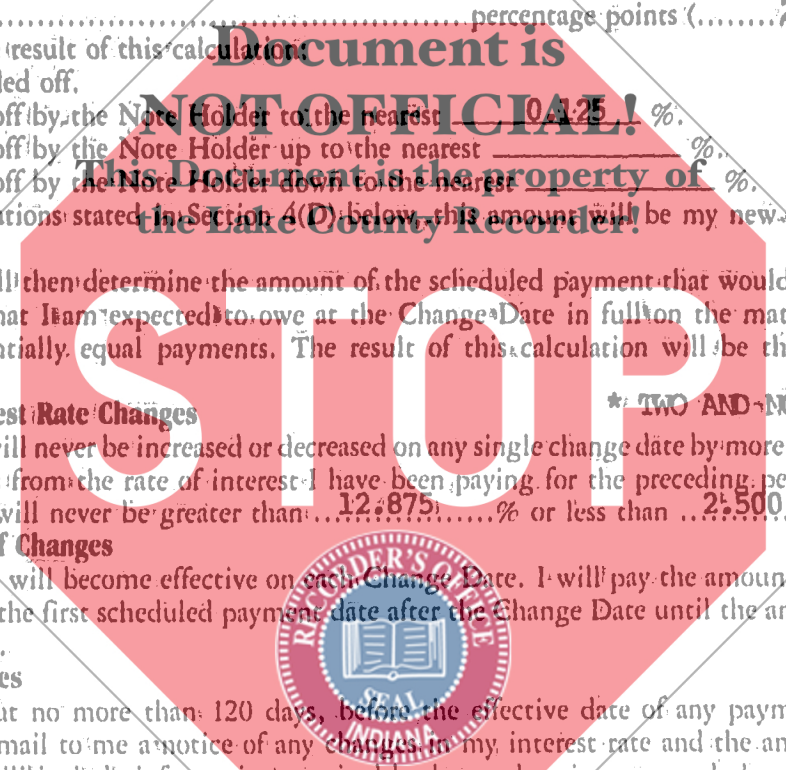 percentage points (
result of this calculation:
led off.
off by the Note Holder to the nearest 0.125 %.
off by the Note Holder up to the nearest %.
off by the Note Holder down to the nearest %.
tions stated in Section 4(D) below, this amount will be my new
Document is
NOT OFFICIAL!
This Document is the property of
the Lake County Recorder!
ll then determine the amount of the scheduled payment that would
hat I am expected to owe at the Change Date in full on the mat
ntially equal payments. The result of this calculation will be th
STOP
est Rate Changes
* TWO AND
vill never be increased or decreased on any single change date by more
from the rate of interest I have been paying for the preceding pe
will never be greater than 12.875 % or less than 2.500
f Changes
will become effective on each Change Date. I will pay the amoun
the first scheduled payment date after the Change Date until the a
es
ut no more than 120 days, before the effective date of any paym
mail to me a notice of any changes in my interest rate and the am
RECORDER'S OFFICE
SEAL
INDIANA